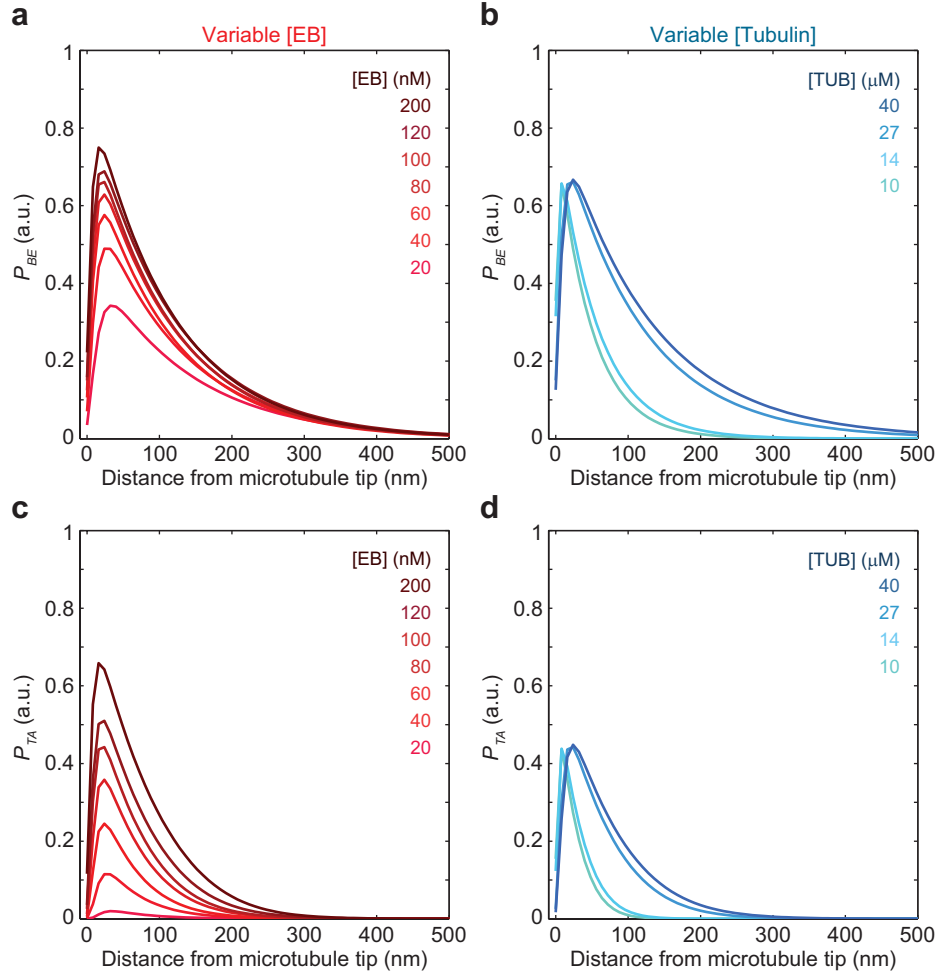 a
Variable [EB]
1
0.8
0.6
0.4
0.2
0
P_BE (a.u.)
[EB] (nM)
200
120
100
80
60
40
20
0 100 200 300 400 500
Distance from microtubule tip (nm)
b
Variable [Tubulin]
1
0.8
0.6
0.4
0.2
0
P_BE (a.u.)
[TUB] (μM)
40
27
14
10
0 100 200 300 400 500
Distance from microtubule tip (nm)
c
1
0.8
0.6
0.4
0.2
0
P_TA (a.u.)
[EB] (nM)
200
120
100
80
60
40
20
0 100 200 300 400 500
Distance from microtubule tip (nm)
d
1
0.8
0.6
0.4
0.2
0
P_TA (a.u.)
[TUB] (μM)
40
27
14
10
0 100 200 300 400 500
Distance from microtubule tip (nm)